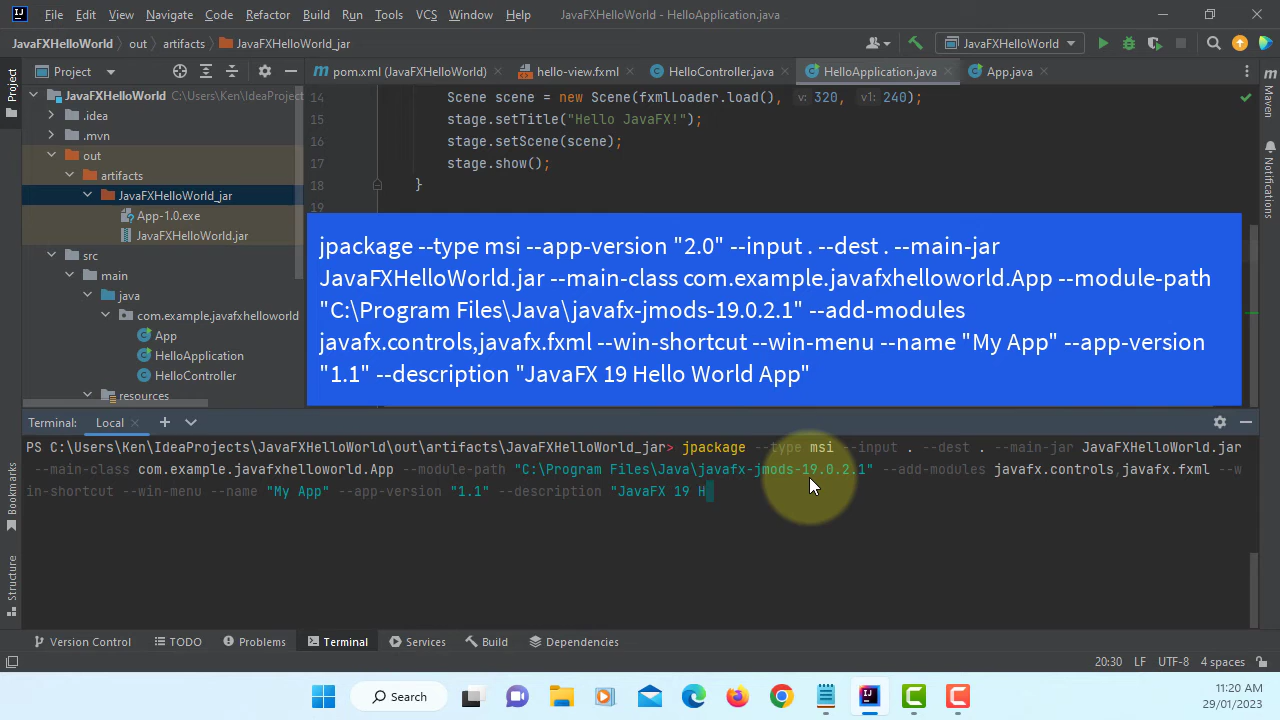 File Edit View Navigate Code Refactor Build Run Tools VCS Window Help JavaFXHelloWorld - HelloApplication.java
JavaFXHelloWorld out artifacts JavaFXHelloWorld_jar JavaFXHelloWorld
Project Project pom.xml (JavaFXHelloWorld) hello-view.fxml HelloController.java HelloApplication.java App.java
JavaFXHelloWorld C:\Users\Ken\IdeaProject
14 Scene scene = new Scene(fxmlLoader.load(), v: 320, v1: 240);
.idea
15 stage.setTitle("Hello JavaFX!");
.mvn
16 stage.setScene(scene);
out
17 stage.show();
artifacts
18 }
JavaFXHelloWorld_jar
19
App-1.0.exe
JavaFXHelloWorld.jar
src
main
java
com.example.javafxhelloworld
App
HelloApplication
HelloController
resources
Maven
Notifications
jpackage --type msi --app-version "2.0" --input . --dest . --main-jar
JavaFXHelloWorld.jar --main-class com.example.javafxhelloworld.App --module-path
"C:\Program Files\Java\javafx-jmods-19.0.2.1" --add-modules
javafx.controls,javafx.fxml --win-shortcut --win-menu --name "My App" --app-version
"1.1" --description "JavaFX 19 Hello World App"
Terminal: Local
PS C:\Users\Ken\IdeaProjects\JavaFXHelloWorld\out\artifacts\JavaFXHelloWorld_jar> jpackage --type msi --input . --dest . --main-jar JavaFXHelloWorld.jar
--main-class com.example.javafxhelloworld.App --module-path "C:\Program Files\Java\javafx-jmods-19.0.2.1" --add-modules javafx.controls,javafx.fxml --w
in-shortcut --win-menu --name "My App" --app-version "1.1" --description "JavaFX 19 H
Bookmarks
Structure
Version Control TODO Problems Terminal Services Build Dependencies
20:30 LF UTF-8 4 spaces
Search
11:20 AM
29/01/2023